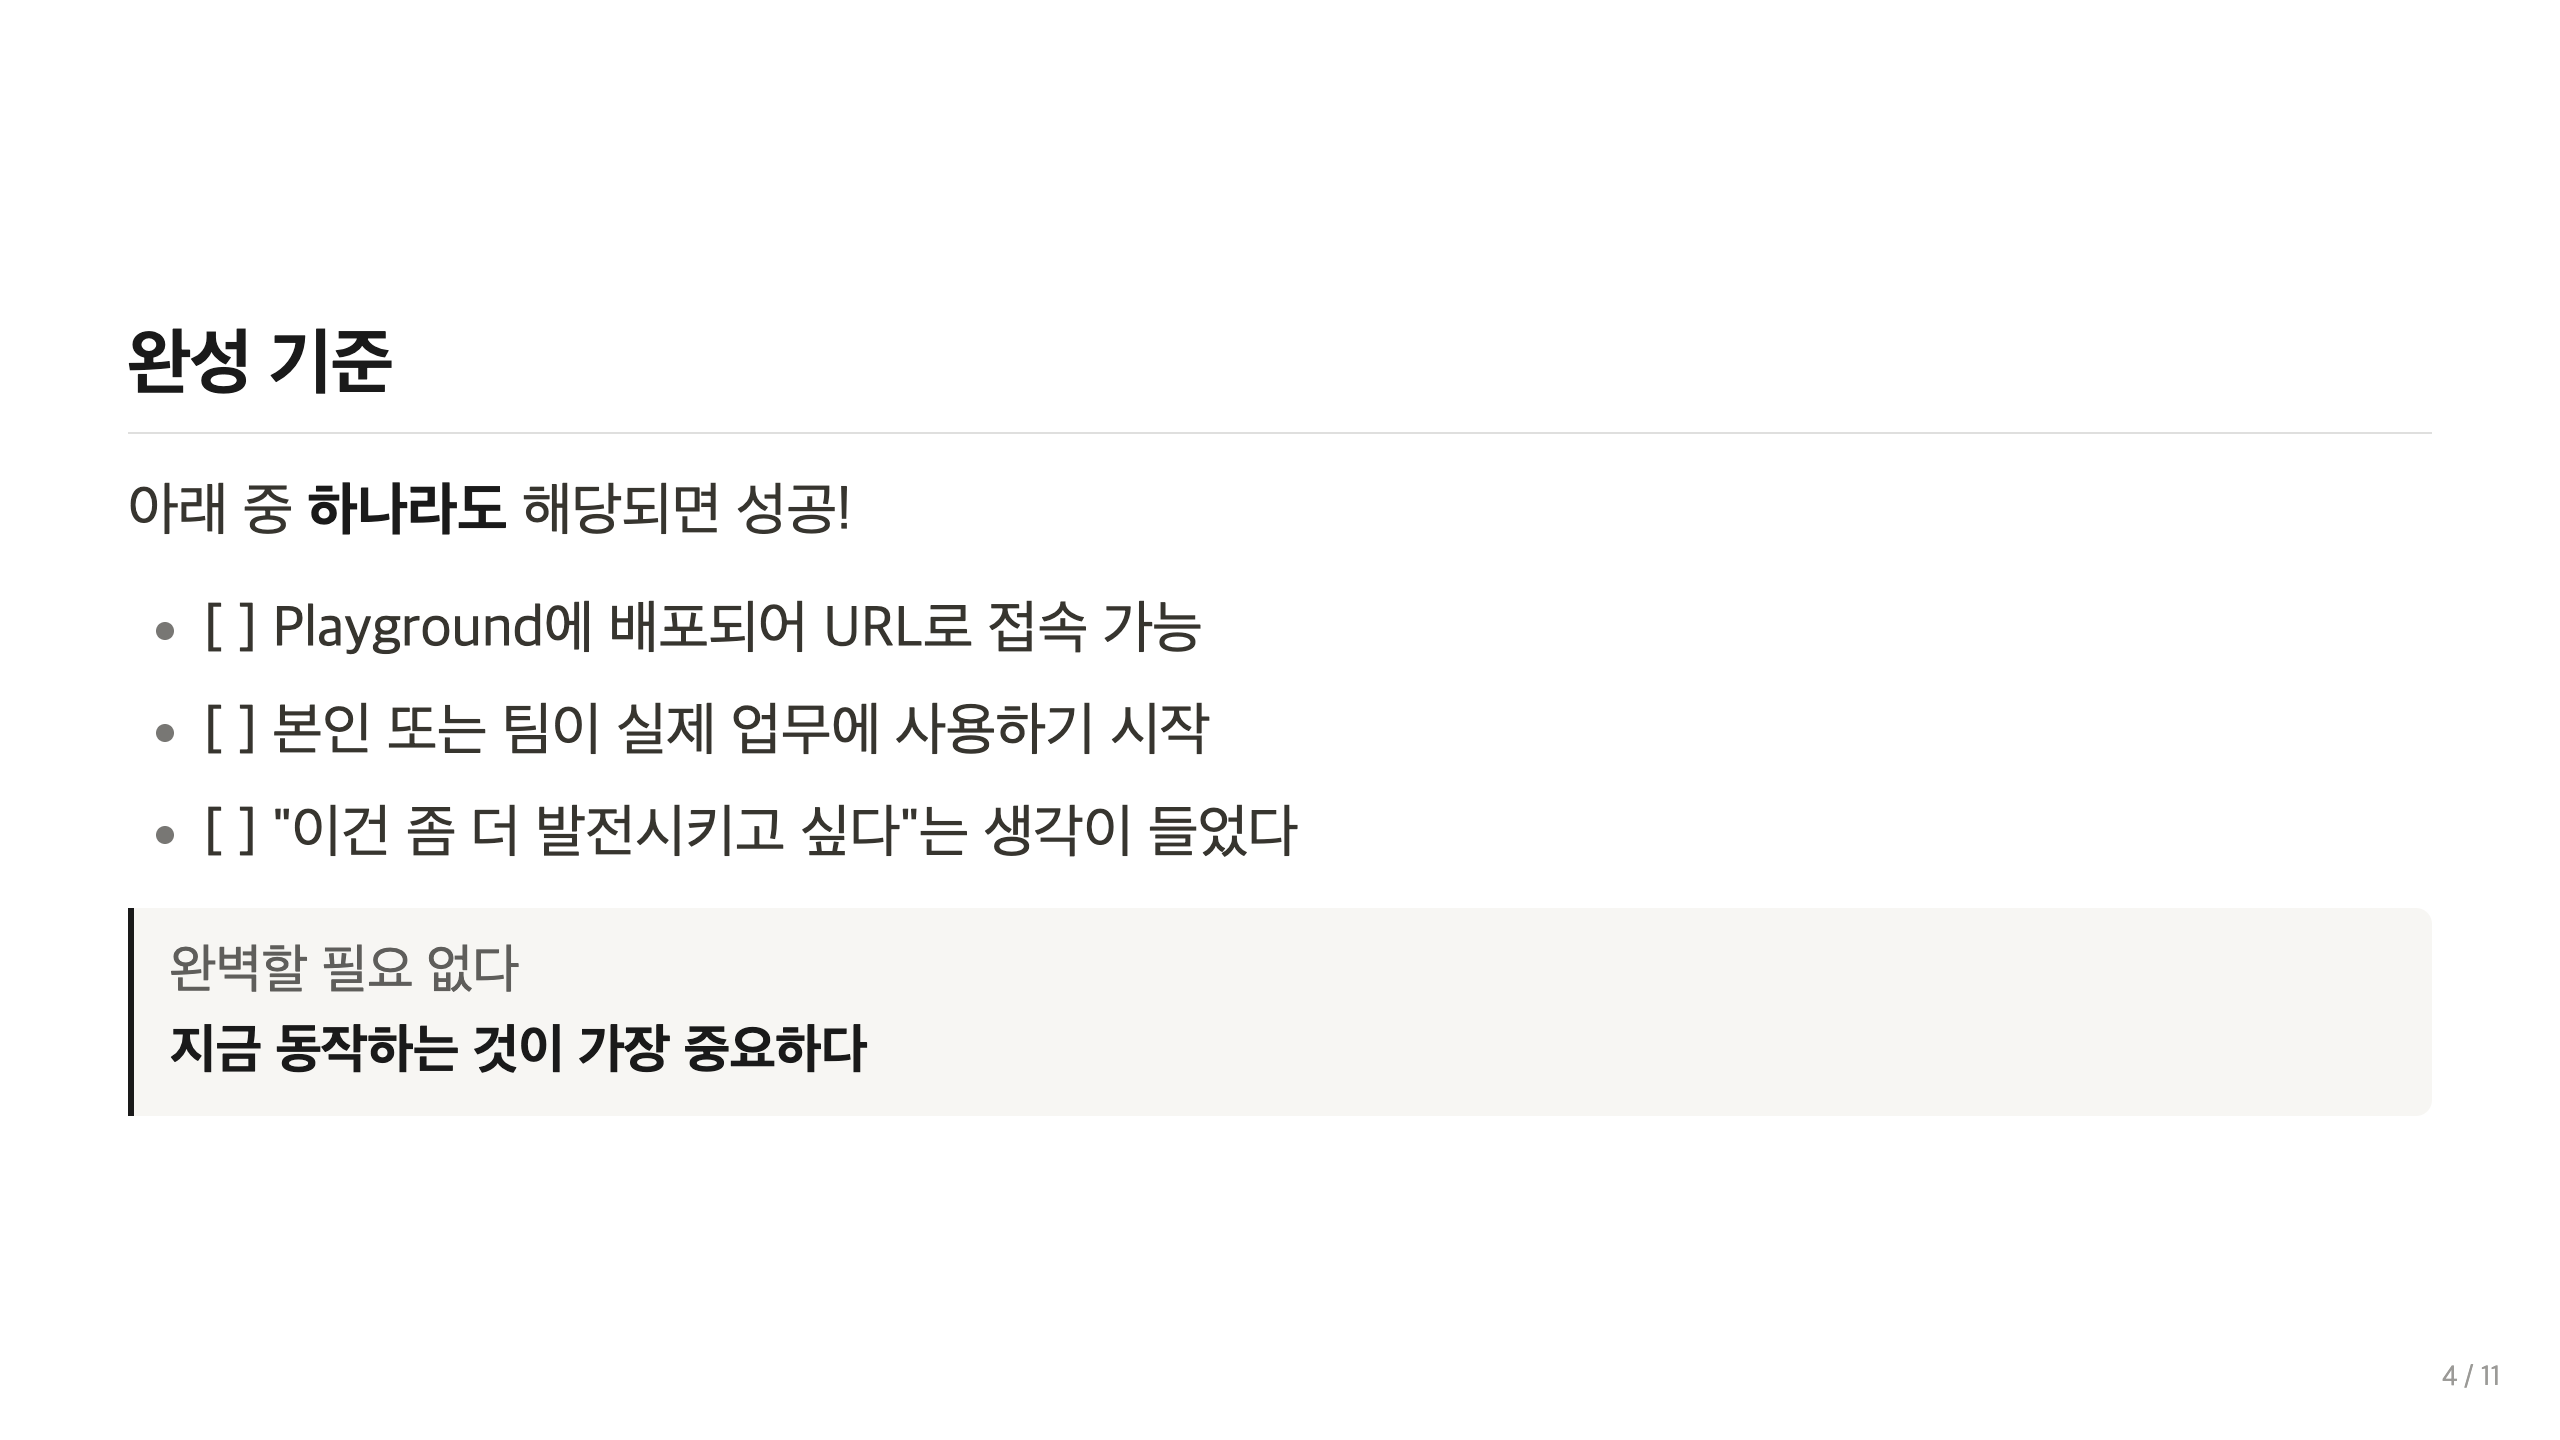 완성 기준
아래 중 하나라도 해당되면 성공!
[ ] Playground에 배포되어 URL로 접속 가능
[ ] 본인 또는 팀이 실제 업무에 사용하기 시작
[ ] "이건 좀 더 발전시키고 싶다"는 생각이 들었다
완벽할 필요 없다
지금 동작하는 것이 가장 중요하다
4 / 11